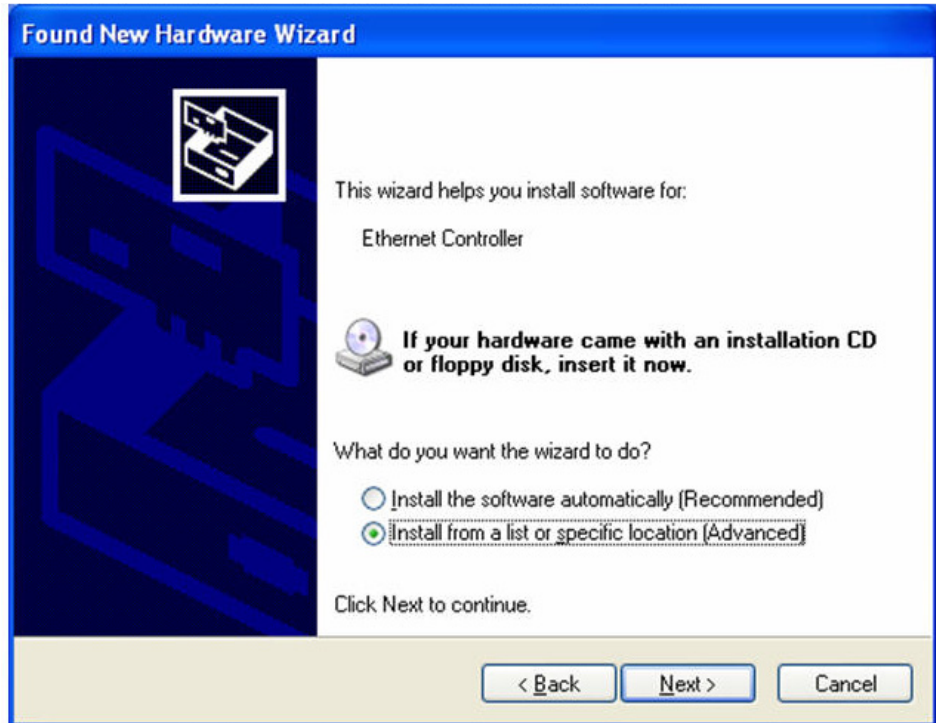 Found New Hardware Wizard
This wizard helps you install software for:
Ethernet Controller
If your hardware came with an installation CD
or floppy disk, insert it now.
What do you want the wizard to do?
Install the software automatically (Recommended)
Install from a list or specific location (Advanced)
Click Next to continue.
< Back
Next >
Cancel